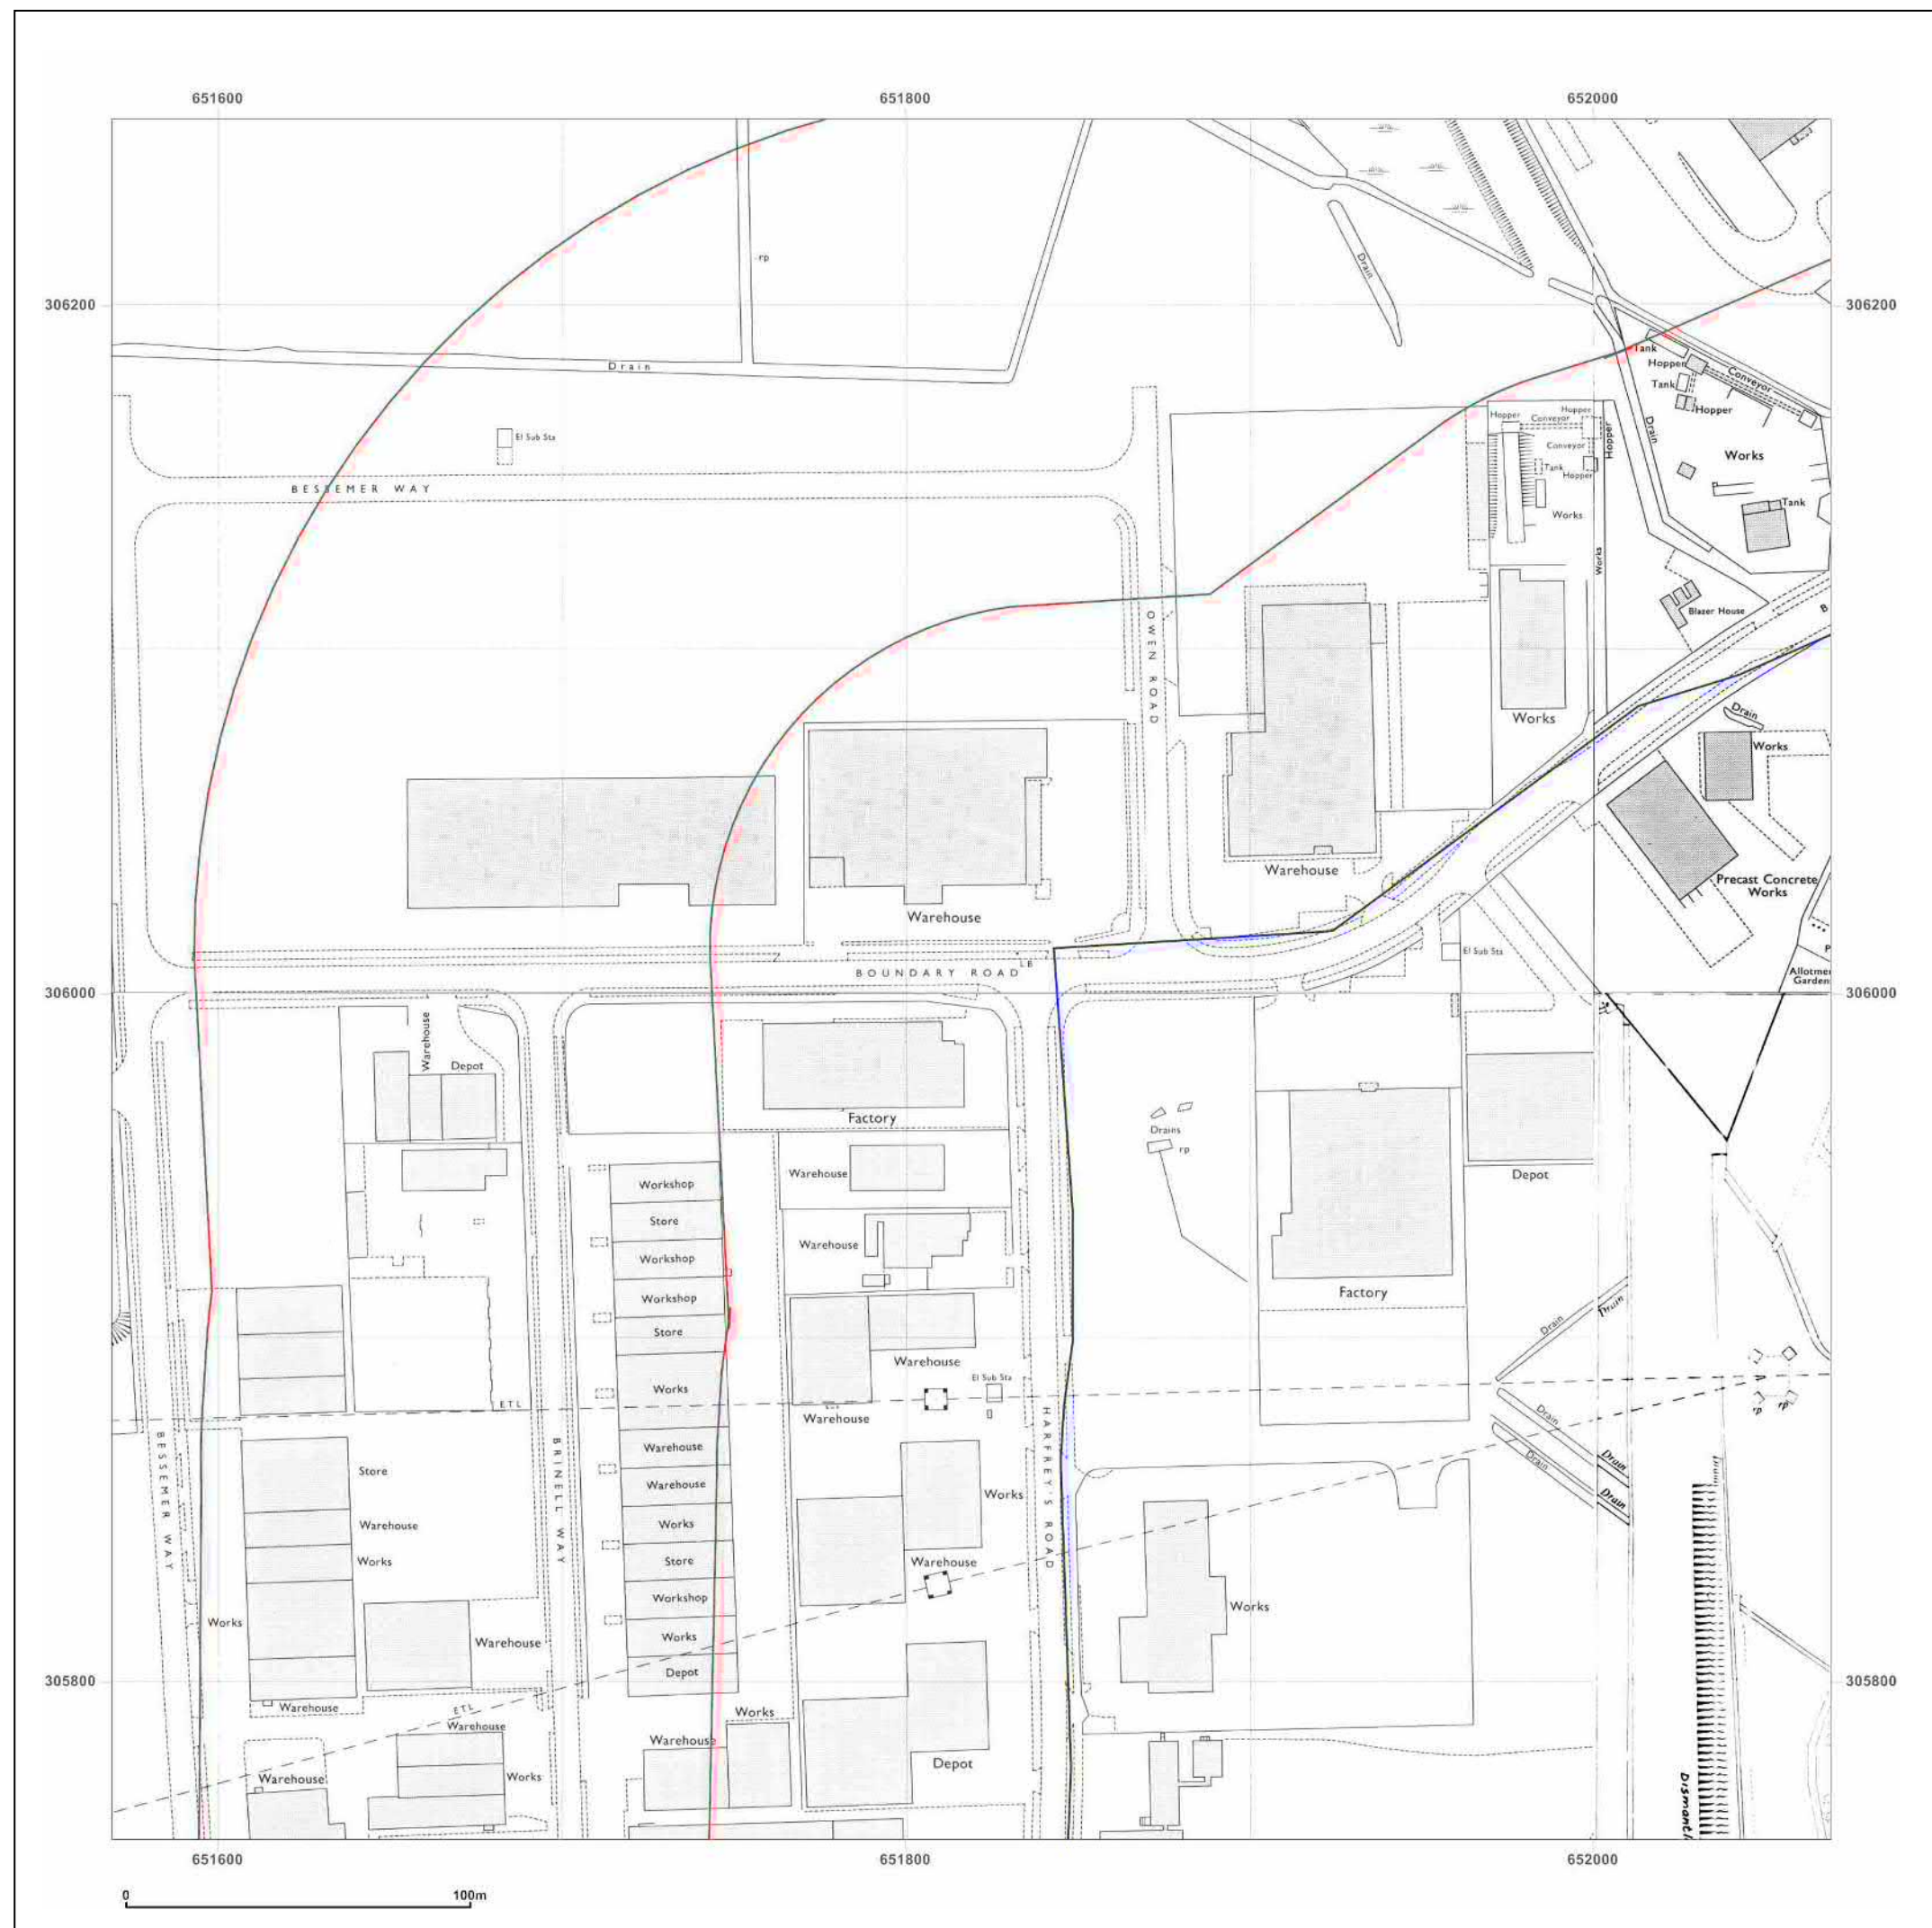 651600
651800
652000
306200
306200
rp
Drain
Drain
Tank
Hopper
Conveyor
Tank
Hopper
Drain
Works
Tank
Hopper
Hopper
Conveyor
Conveyor
Tank
Hopper
Hopper
Works
Works
El Sub Sta
BESSEMER WAY
Blazer House
B
OWEN ROAD
Works
Drain
Works
Warehouse
Warehouse
Precast Concrete
Works
El Sub Sta
LB
BOUNDARY ROAD
P
Allotme
Garden
306000
306000
Warehouse
Depot
Factory
Drains
rp
Workshop
Warehouse
Depot
Store
Workshop
Warehouse
Workshop
Factory
Store
Drain
Drain
Warehouse
Works
El Sub Sta
ETL
Warehouse
rp
rp
BESSEMER WAY
BRINELL WAY
HARFREY'S ROAD
Drain
Drain
Drain
Drain
Warehouse
Store
Warehouse
Works
Works
Warehouse
Works
Store
Warehouse
Workshop
Works
Works
Works
Warehouse
Depot
305800
305800
Warehouse
ETL
Warehouse
Works
Warehouse
Depot
Warehouse
Works
Dismantl
651600
651800
652000
0
100m